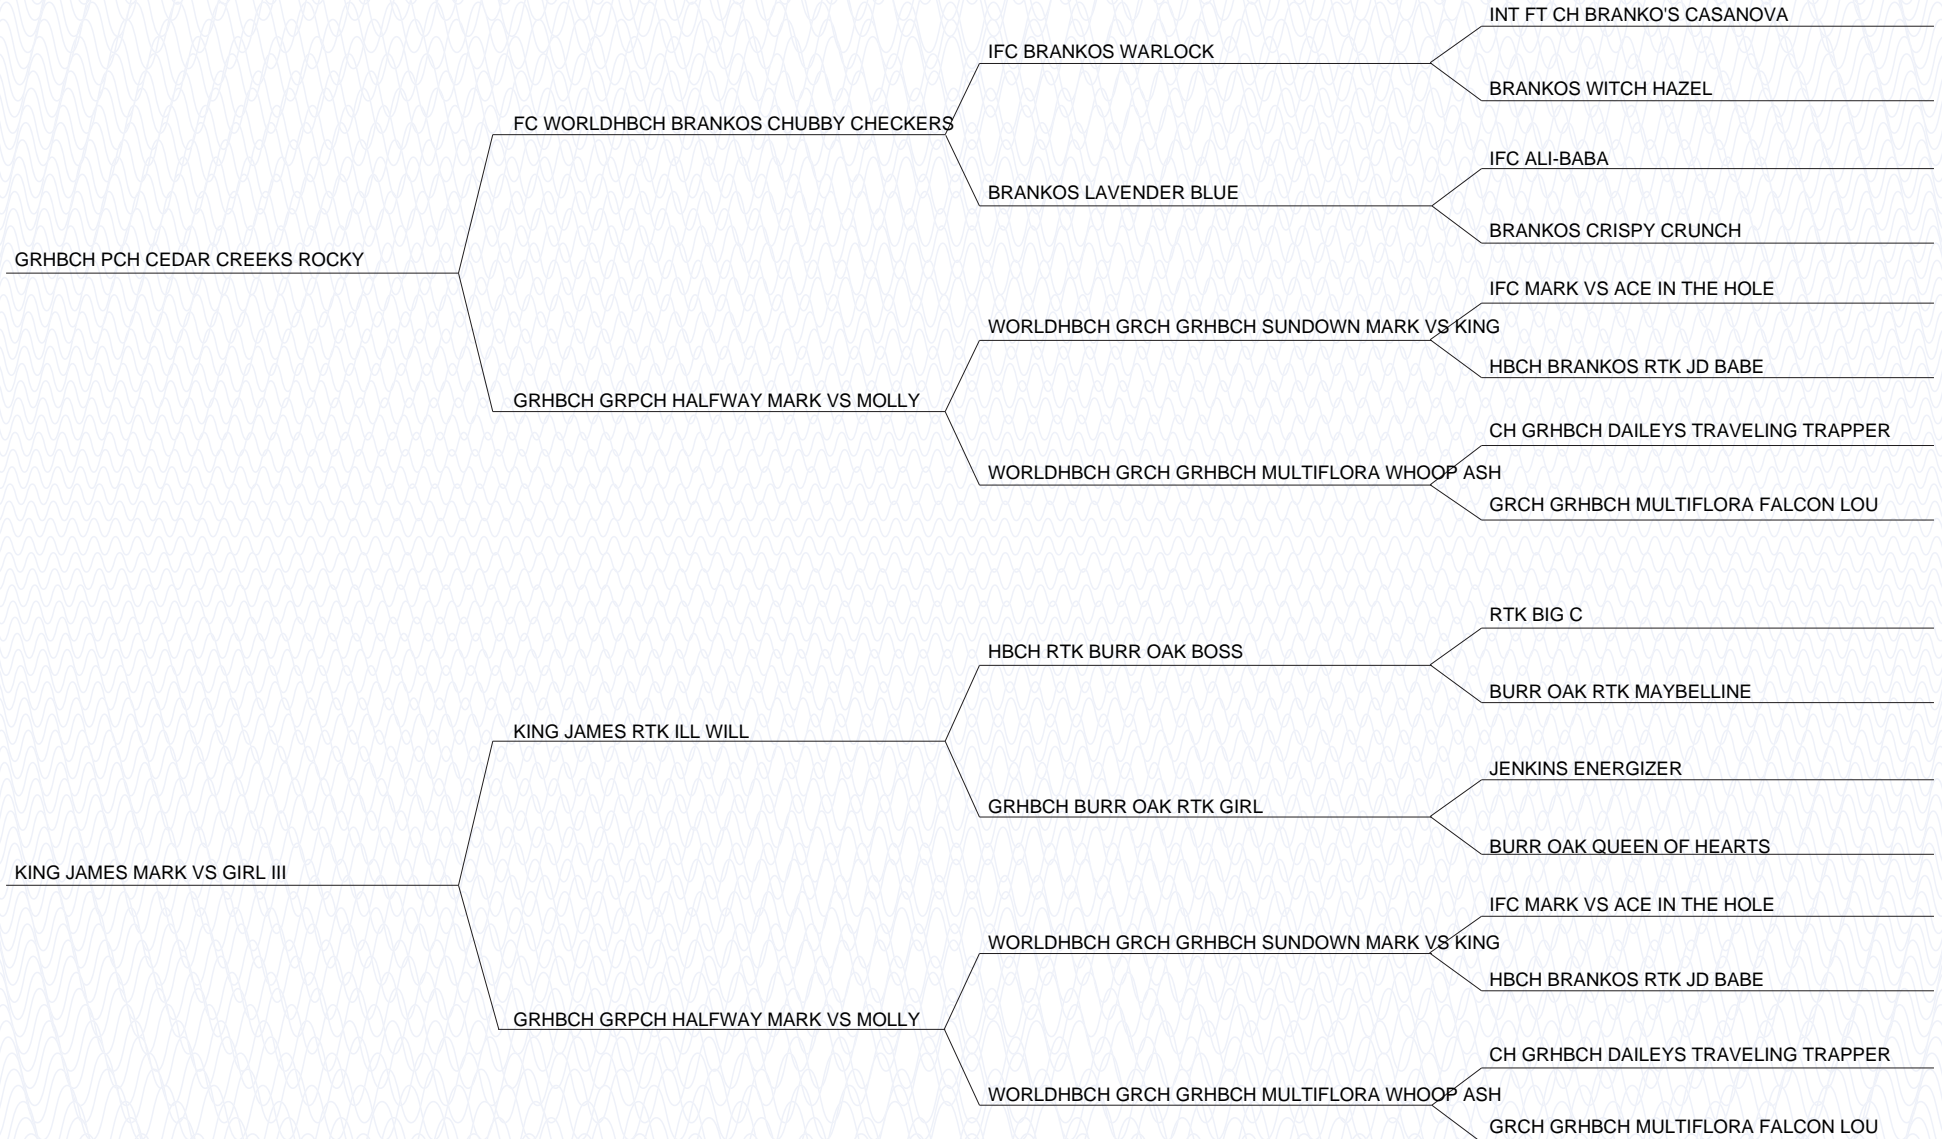 INT FT CH BRANKO'S CASANOVA
IFC BRANKOS WARLOCK
BRANKOS WITCH HAZEL
FC WORLDHBCH BRANKOS CHUBBY CHECKERS
IFC ALI-BABA
BRANKOS LAVENDER BLUE
BRANKOS CRISPY CRUNCH
GRHBCH PCH CEDAR CREEKS ROCKY
IFC MARK VS ACE IN THE HOLE
WORLDHBCH GRCH GRHBCH SUNDOWN MARK VS KING
HBCH BRANKOS RTK JD BABE
GRHBCH GRPCH HALFWAY MARK VS MOLLY
CH GRHBCH DAILEYS TRAVELING TRAPPER
WORLDHBCH GRCH GRHBCH MULTIFLORA WHOOP ASH
GRCH GRHBCH MULTIFLORA FALCON LOU
RTK BIG C
HBCH RTK BURR OAK BOSS
BURR OAK RTK MAYBELLINE
KING JAMES RTK ILL WILL
JENKINS ENERGIZER
GRHBCH BURR OAK RTK GIRL
BURR OAK QUEEN OF HEARTS
KING JAMES MARK VS GIRL III
IFC MARK VS ACE IN THE HOLE
WORLDHBCH GRCH GRHBCH SUNDOWN MARK VS KING
HBCH BRANKOS RTK JD BABE
GRHBCH GRPCH HALFWAY MARK VS MOLLY
CH GRHBCH DAILEYS TRAVELING TRAPPER
WORLDHBCH GRCH GRHBCH MULTIFLORA WHOOP ASH
GRCH GRHBCH MULTIFLORA FALCON LOU